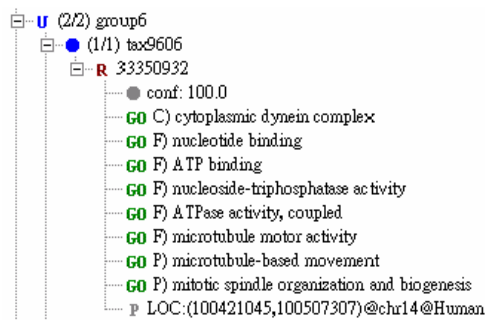 U (2/2) group6
(1/1) tax9606
R 33350932
conf: 100.0
GO C) cytoplasmic dynein complex
GO F) nucleotide binding
GO F) ATP binding
GO F) nucleoside-triphosphatase activity
GO F) ATPase activity, coupled
GO F) microtubule motor activity
GO P) microtubule-based movement
GO P) mitotic spindle organization and biogenesis
P LOC:(100421045,100507307)@chr14@Human